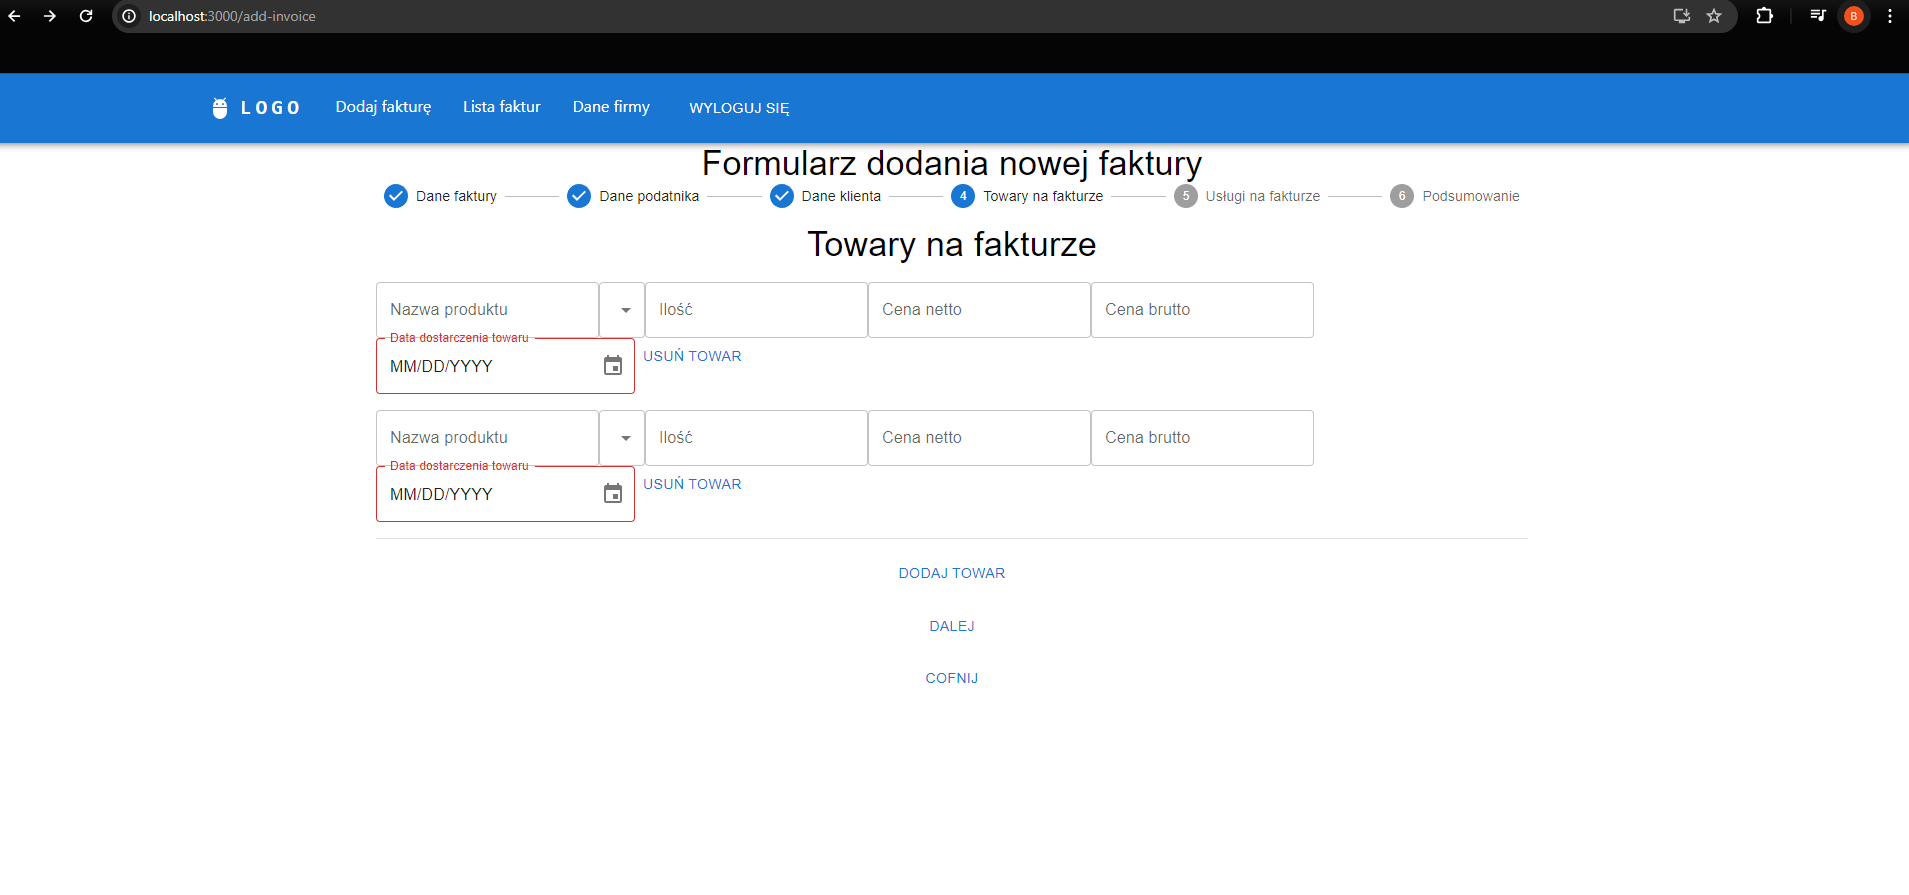 localhost:3000/add-invoice
B
LOGO Dodaj fakturę Lista faktur Dane firmy WYLOGUJ SIĘ
Formularz dodania nowej faktury
Dane faktury Dane podatnika Dane klienta 4 Towary na fakturze 5 Usługi na fakturze 6 Podsumowanie
Towary na fakturze
Nazwa produktu Ilość Cena netto Cena brutto
Data dostarczenia towaru
MM/DD/YYYY USUŃ TOWAR
Nazwa produktu Ilość Cena netto Cena brutto
Data dostarczenia towaru
MM/DD/YYYY USUŃ TOWAR
DODAJ TOWAR
DALEJ
COFNIJ